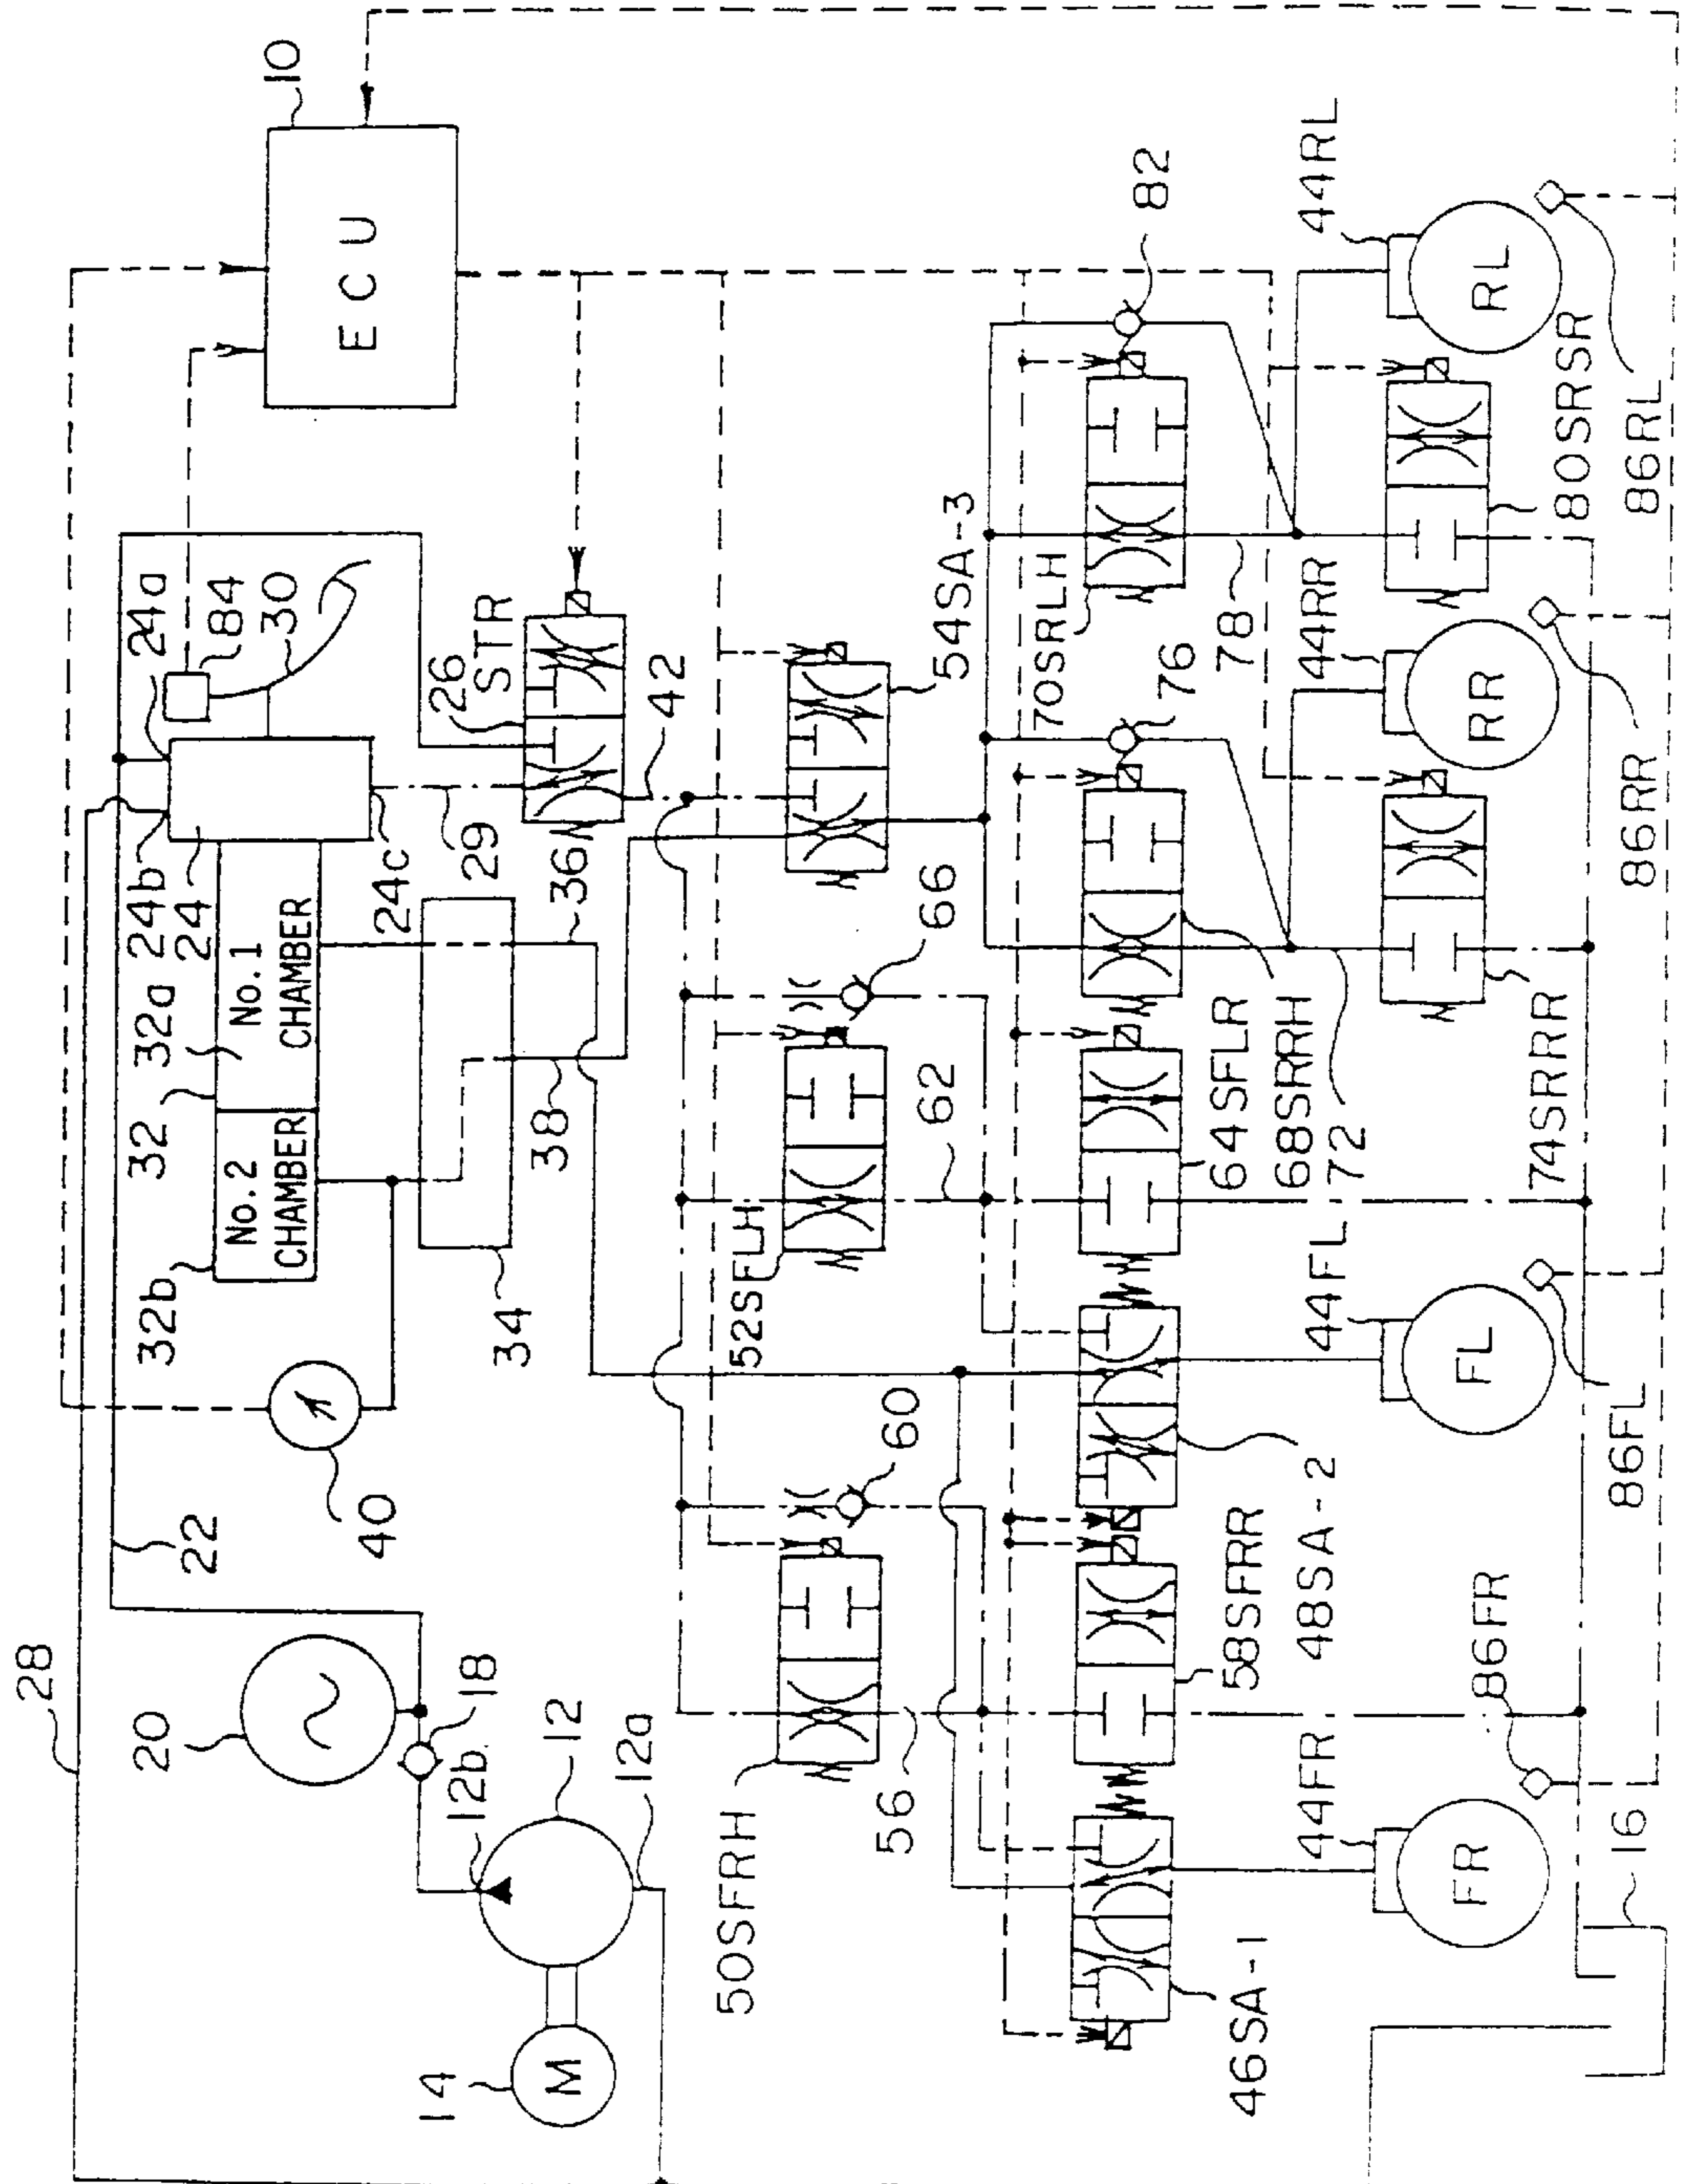 28
20
18
12b
12
12a
14
M
22
40
32b
No.2
CHAMBER
32
32a
No.1
CHAMBER
24
24b
24a
24c
84
30
29
10
ECU
26
STR
42
36
38
34
54SA-3
66
62
52SFLH
60
50SFRH
56
82
76
70SRLH
78
44RL
RL
80SRSR
86RL
44RR
RR
86RR
74SRRR
72
68SRRH
64SFLR
44FL
FL
86FL
48SA-2
58SFRR
86FR
44FR
FR
46SA-1
16